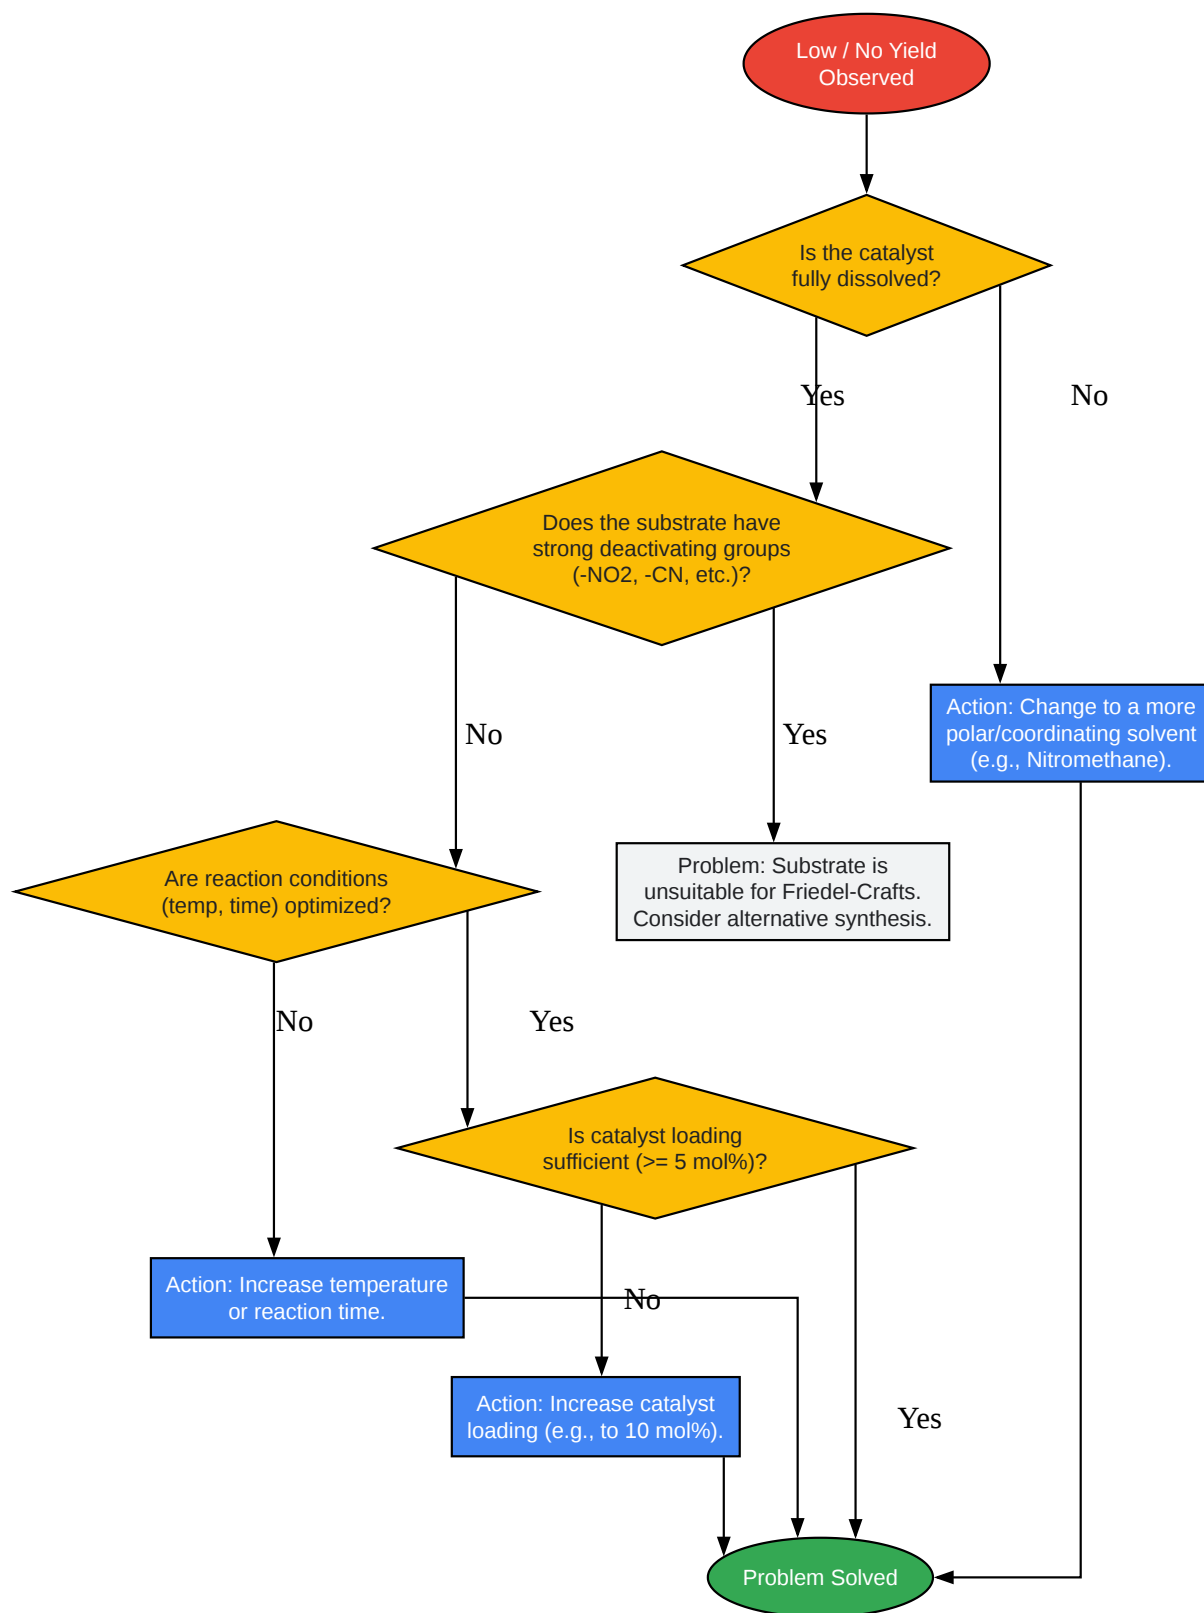 Low / No Yield
Observed
Is the catalyst
fully dissolved?
Yes
No
Does the substrate have
strong deactivating groups
(-NO2, -CN, etc.)?
Action: Change to a more
polar/coordinating solvent
(e.g., Nitromethane).
No
Yes
Problem: Substrate is
unsuitable for Friedel-Crafts.
Consider alternative synthesis.
Are reaction conditions
(temp, time) optimized?
No
Yes
Is catalyst loading
sufficient (>= 5 mol%)?
Action: Increase temperature
or reaction time.
No
Action: Increase catalyst
loading (e.g., to 10 mol%).
Yes
Problem Solved